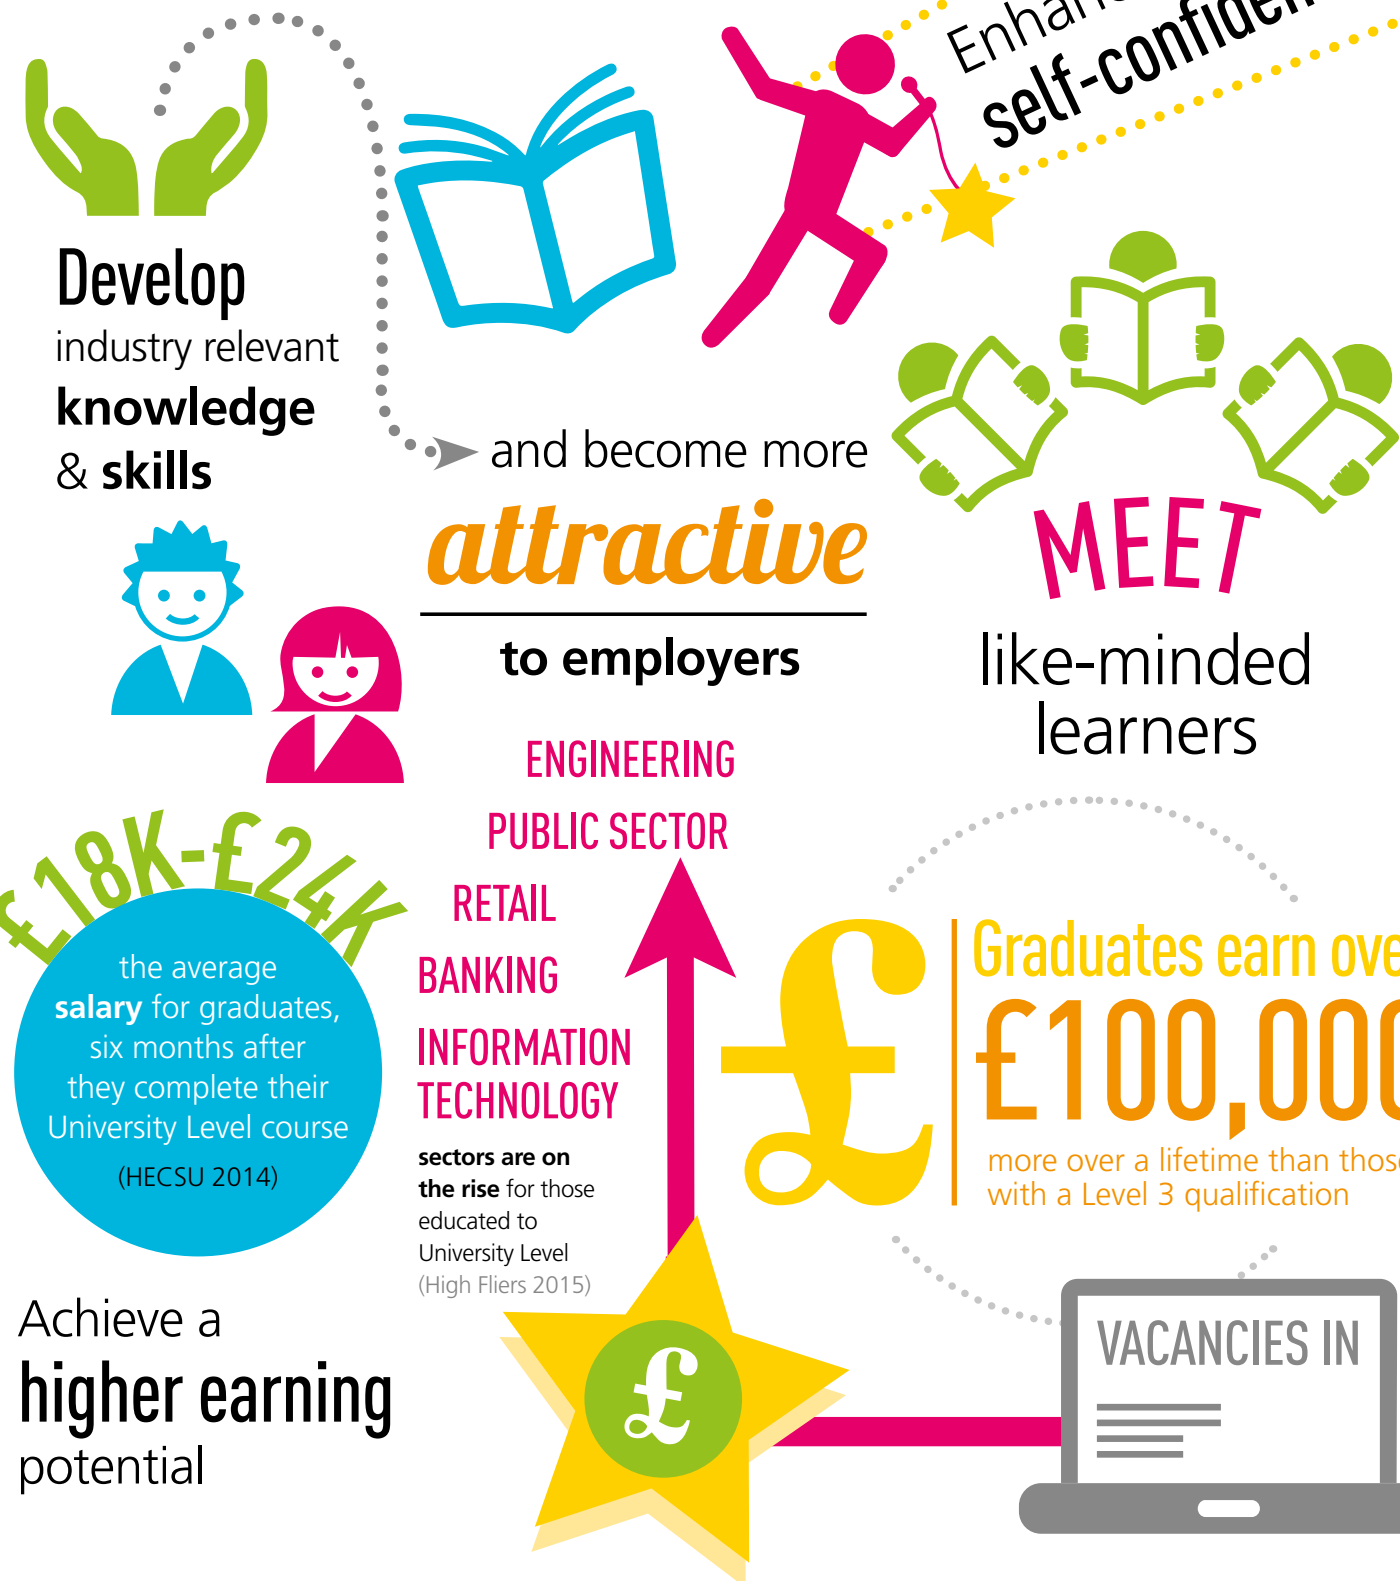 self-confiden
Develop
industry relevant
knowledge
& skills
and become more
attractive
to employers
MEET
like-minded
learners
ENGINEERING
PUBLIC SECTOR
RETAIL
BANKING
INFORMATION
TECHNOLOGY
sectors are on
the rise for those
educated to
University Level
(High Fliers 2015)
£18K-£24K
the average
salary for graduates,
six months after
they complete their
University Level course
(HECSU 2014)
Achieve a
higher earning
potential
£
Graduates earn ove
£100,000
more over a lifetime than those
with a Level 3 qualification
£
VACANCIES IN